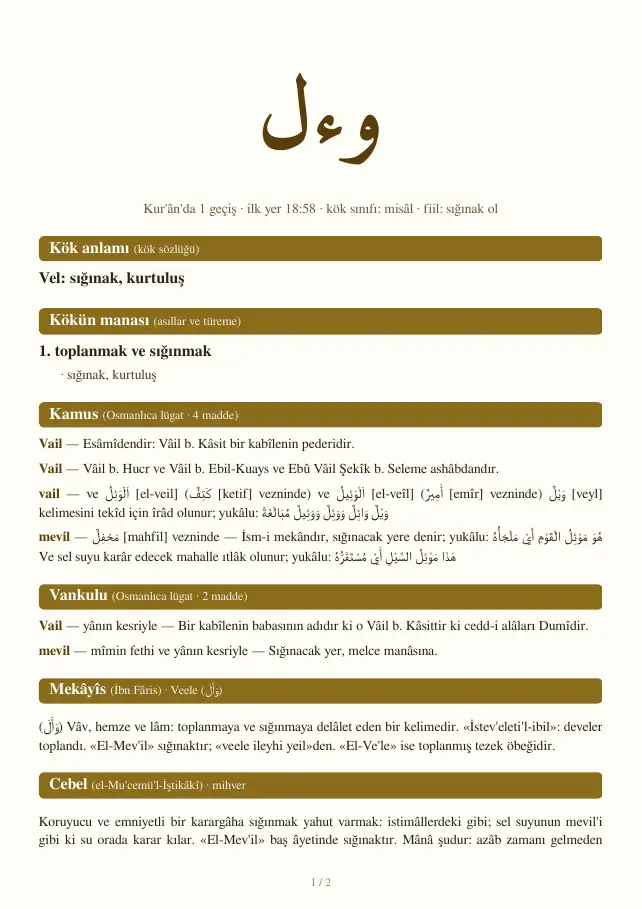 وءل
Kur'ân'da 1 geçiş · ilk yer 18:58 · kök sınıfı: misâl · fiil: sığınak ol
Kök anlamı (kök sözlüğü)
Vel: sığınak, kurtuluş
Kökün manası (asıllar ve türeme)
1. toplanmak ve sığınmak
· sığınak, kurtuluş
Kamus (Osmanlıca lügat · 4 madde)
Vail — Esâmîdendir: Vâil b. Kâsit bir kabîlenin pederidir.
Vail — Vâil b. Hucr ve Vâil b. Ebil-Kuays ve Ebû Vâil Şekîk b. Seleme ashâbdandır.
vail — ve اَلْوَئِلُ [el-veil] (كَتِفٌ [ketif] vezninde) ve اَلْوَئِيلُ [el-veîl] (أَمِيرٌ [emîr] vezninde) وَيْلٌ [veyl]
kelimesini tekîd için îrâd olunur; yukâlu: وَيْلٌ وَائِلٌ وَوَئِلٌ وَوَئِيلٌ مُبَالَغَةً
mevil — مَحْفِلٌ [mahfil] vezninde — İsm-i mekândır, sığınacak yere denir; yukâlu: هُوَ مَوْئِلُ الْقَوْمِ أَيْ مَلْجَأُهُ
Ve sel suyu karâr edecek mahalle ıtlâk olunur; yukâlu: هَذَا مَوْئِلُ السَّيْلِ أَيْ مُسْتَقَرُّهُ
Vankulu (Osmanlıca lügat · 2 madde)
Vail — yânın kesriyle — Bir kabîlenin babasının adıdır ki o Vâil b. Kâsittir ki cedd-i alâları Dumîdir.
mevil — mîmin fethi ve yânın kesriyle — Sığınacak yer, melce manâsına.
Mekâyîs (İbn Fâris) · Veele (وَأَلَ)
(وَأَلَ) Vâv, hemze ve lâm: toplanmaya ve sığınmaya delâlet eden bir kelimedir. «İstev'eleti'l-ibil»: develer
toplandı. «El-Mev'il» sığınaktır; «veele ileyhi yeil»den. «El-Ve'le» ise toplanmış tezek öbeğidir.
Cebel (el-Mu'cemü'l-İştikâkî) · mihver
Koruyucu ve emniyetli bir karargâha sığınmak yahut varmak: istimâllerdeki gibi; sel suyunun mevil'i
gibi ki su orada karar kılar. «El-Mev'il» baş âyetinde sığınaktır. Mânâ şudur: azâb zamanı gelmeden
1 / 2